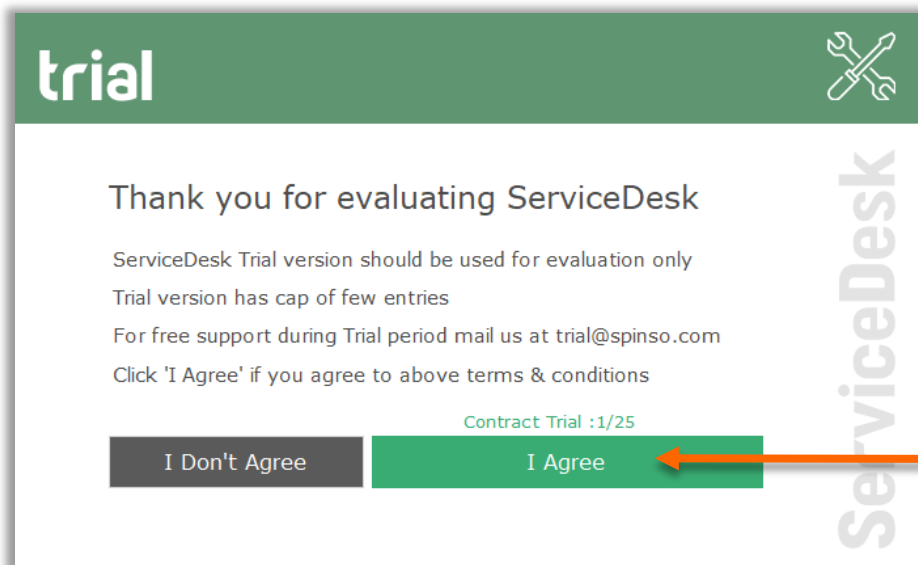 trial
Thank you for evaluating ServiceDesk
ServiceDesk Trial version should be used for evaluation only
Trial version has cap of few entries
For free support during Trial period mail us at trial@spinso.com
Click 'I Agree' if you agree to above terms & conditions
Contract Trial :1/25
I Don't Agree
I Agree
ServiceDesk